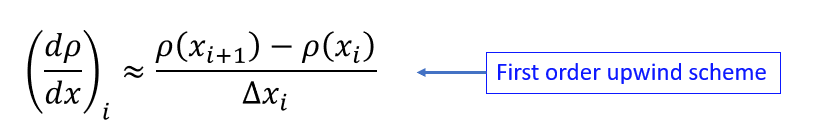 (dρ/dx)_i ≈ (ρ(x_{i+1}) − ρ(x_i))/Δx_i
First order upwind scheme